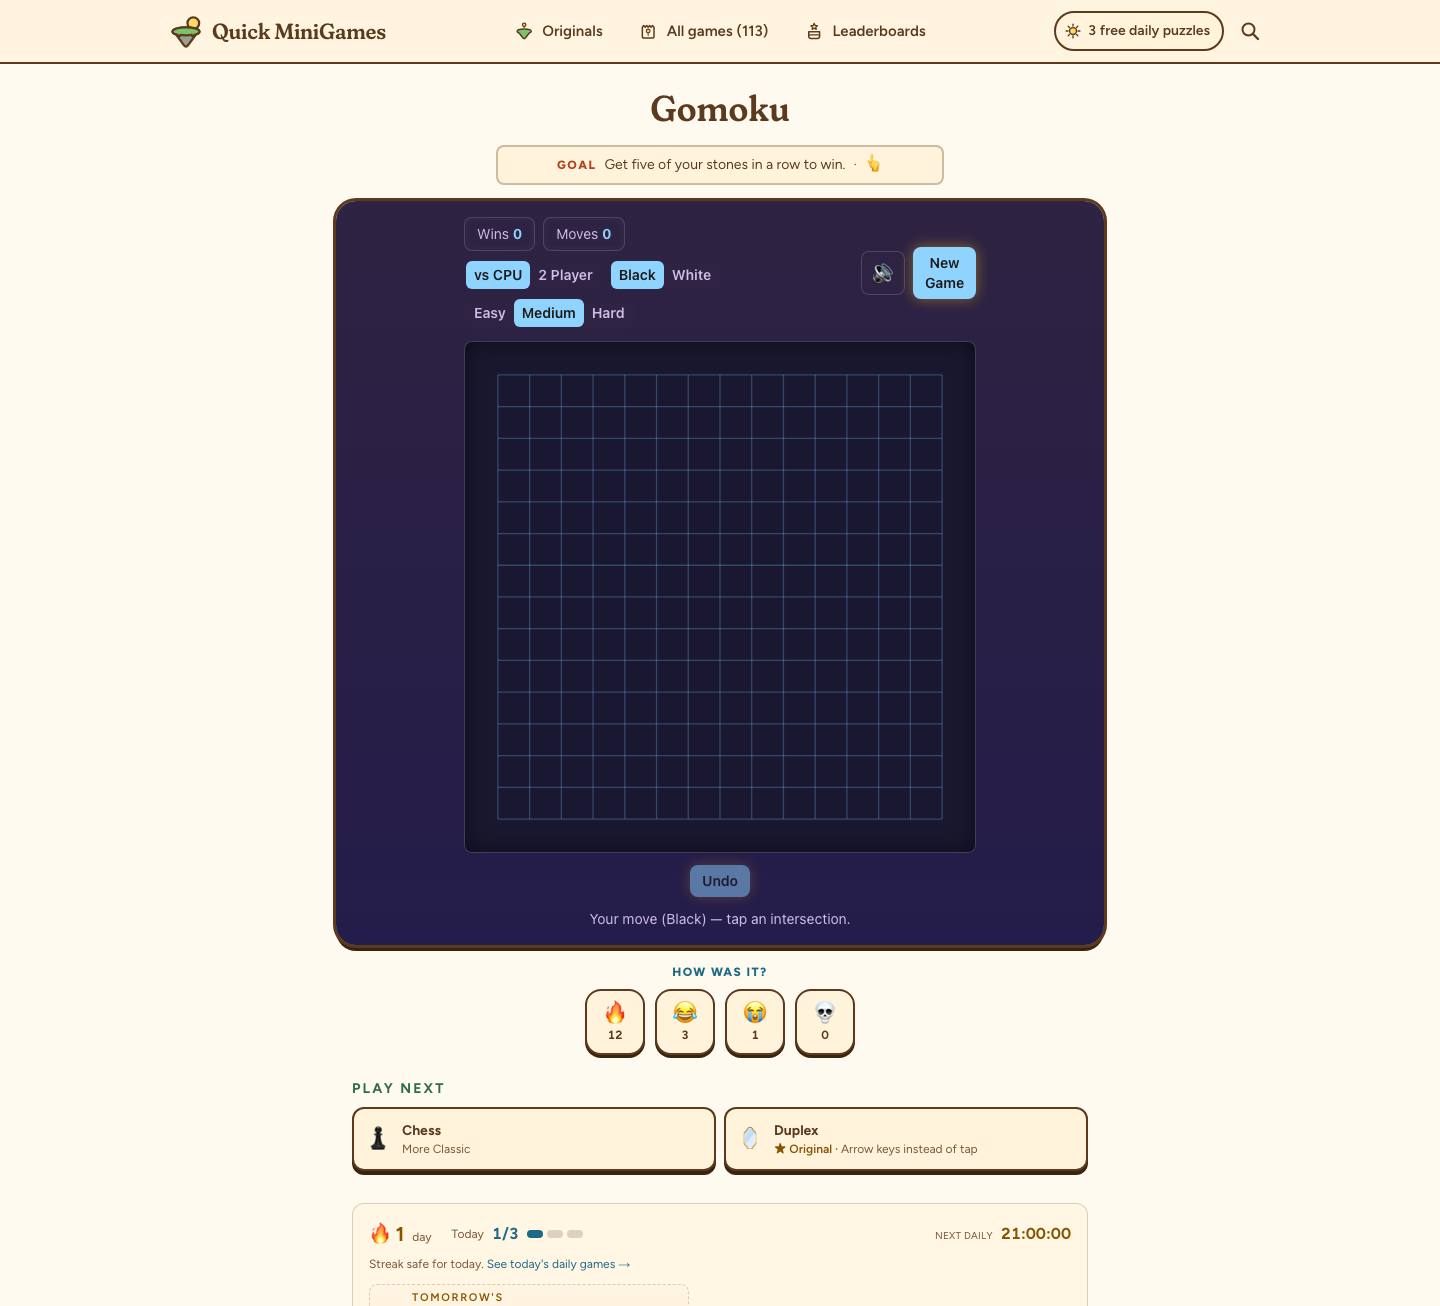 Quick MiniGames
Originals
All games (113)
Leaderboards
3 free daily puzzles
Gomoku
GOAL Get five of your stones in a row to win. ·
Wins 0
Moves 0
vs CPU 2 Player Black White
Easy Medium Hard
New
Game
Undo
Your move (Black) — tap an intersection.
HOW WAS IT?
12
3
1
0
PLAY NEXT
Chess
More Classic
Duplex
Original · Arrow keys instead of tap
1 day Today 1/3 NEXT DAILY 21:00:00
Streak safe for today. See today's daily games →
TOMORROW'S